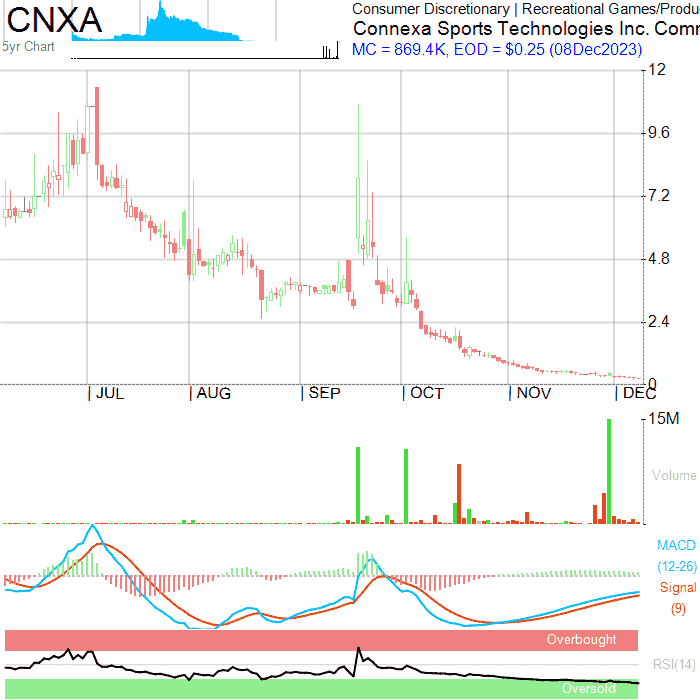 CNXA
5yr Chart
Consumer Discretionary | Recreational Games/Produ
Connexa Sports Technologies Inc. Comm
MC = 869.4K, EOD = $0.25 (08Dec2023)
12
9.6
7.2
4.8
2.4
0
| JUL | AUG | SEP | OCT | NOV | DEC
15M
Volume
MACD
(12-26)
Signal
(9)
Overbought
RSI(14)
Oversold